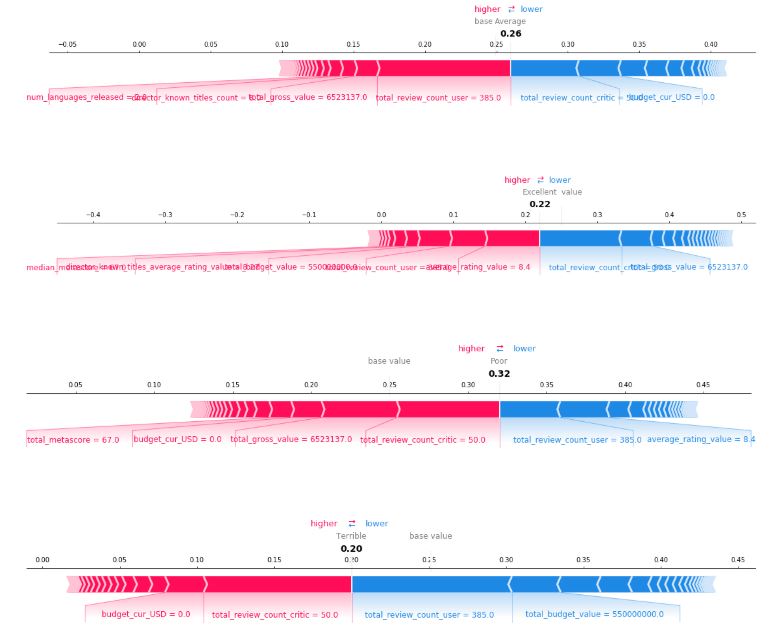 higher ⇄ lower
base Average
0.26
−0.05 0.00 0.05 0.10 0.15 0.20 0.25 0.30 0.35 0.40
num_languages_released = director_known_titles_count = total_gross_value = 6523137.0 total_review_count_user = 385.0 total_review_count_critic = budget_cur_USD = 0.0
higher ⇄ lower
Excellent value
0.22
−0.4 −0.3 −0.2 −0.1 0.0 0.1 0.2 0.3 0.4 0.5
titles_average_rating_value total_budget_value = 550000000.0 total_review_count_user = average_rating_value = 8.4 total_review_count_critic = total_gross_value = 6523137.0
higher ⇄ lower
base value Poor
0.32
0.05 0.10 0.15 0.20 0.25 0.30 0.35 0.40 0.45
total_metascore = 67.0 budget_cur_USD = 0.0 total_gross_value = 6523137.0 total_review_count_critic = 50.0 total_review_count_user = 385.0 average_rating_value = 8.4
higher ⇄ lower
Terrible base value
0.20
0.00 0.05 0.10 0.15 0.20 0.25 0.30 0.35 0.40 0.45
budget_cur_USD = 0.0 total_review_count_critic = 50.0 total_review_count_user = 385.0 total_budget_value = 550000000.0